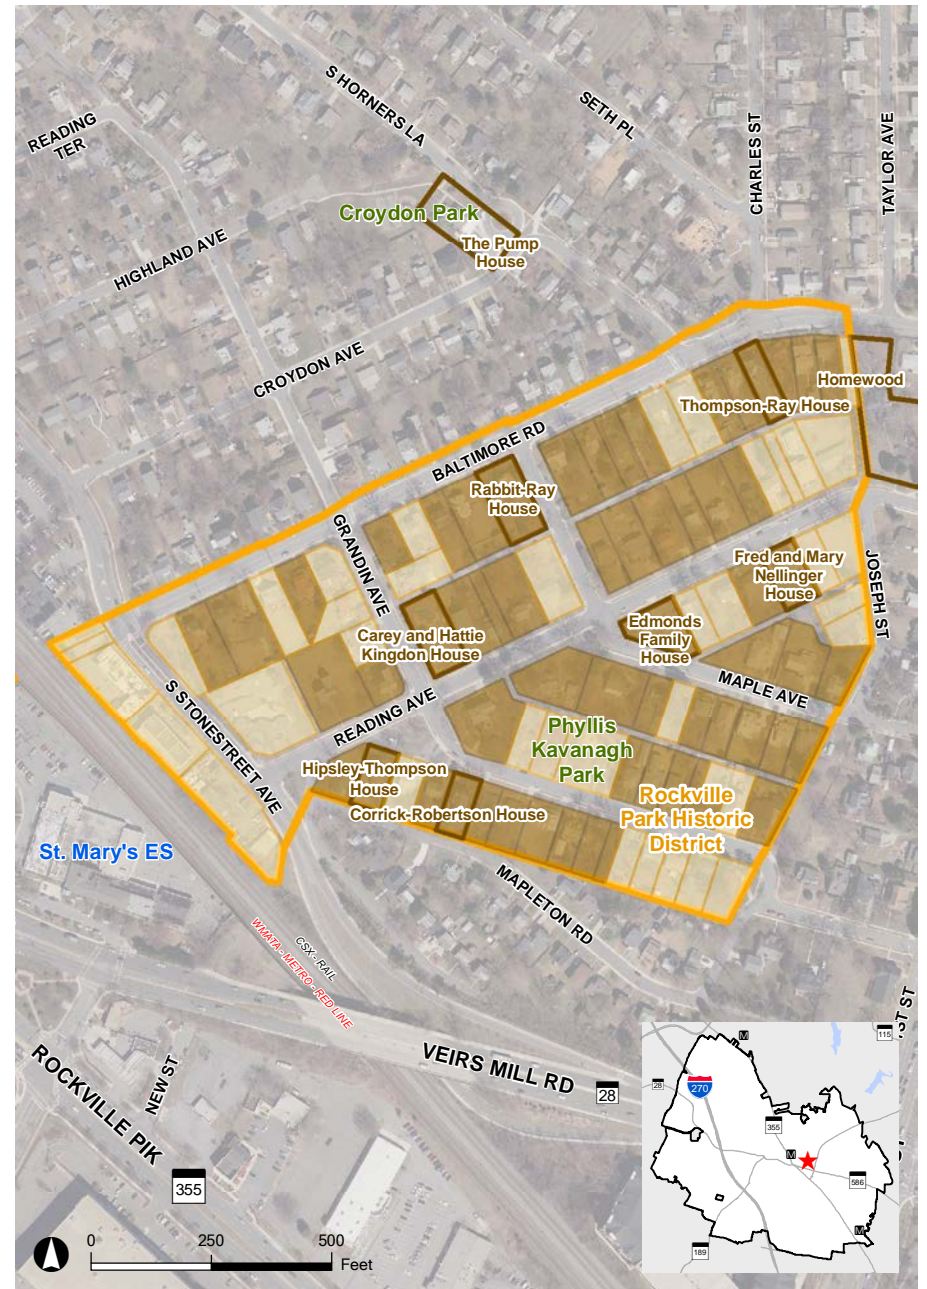 S HORNERS LA
SETH PL
CHARLES ST
TAYLOR AVE
READING
TER
Croydon Park
The Pump
House
HIGHLAND AVE
CROYDON AVE
Homewood
Thompson-Ray House
BALTIMORE RD
Rabbit-Ray
House
GRANDIN AVE
Fred and Mary
Nellinger
House
JOSEPH ST
Edmonds
Family
House
Carey and Hattie
Kingdon House
MAPLE AVE
S STONESTREET AVE
READING AVE
Phyllis
Kavanagh
Park
Hipsley-Thompson
House
Rockville
Park Historic
District
Corrick-Robertson House
St. Mary's ES
MAPLETON RD
CSX - RAIL
WMATA - METRO - RED LINE
1ST ST
VEIRS MILL RD
28
NEW ST
ROCKVILLE PIK
355
0 250 500
Feet
M
115
28
270
355
M
586
M
189